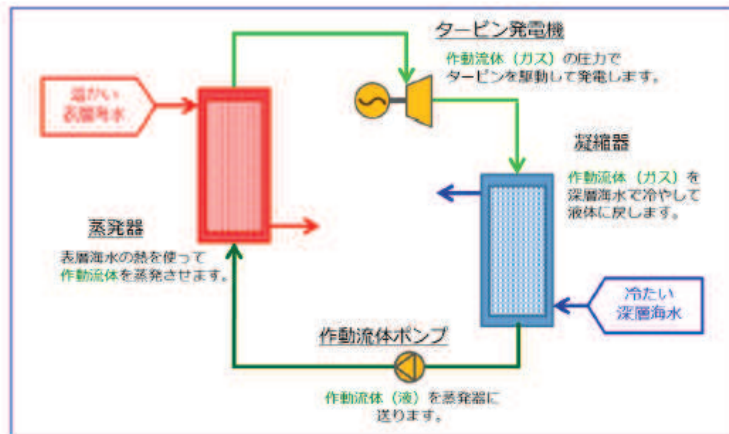 タービン発電機
作動流体（ガス）の圧力で
タービンを駆動して発電します。
温かい
表層海水
凝縮器
作動流体（ガス）を
深層海水で冷やして
液体に戻します。
蒸発器
表層海水の熱を使って
作動流体を蒸発させます。
冷たい
深層海水
作動流体ポンプ
作動流体（液）を蒸発器に
送ります。